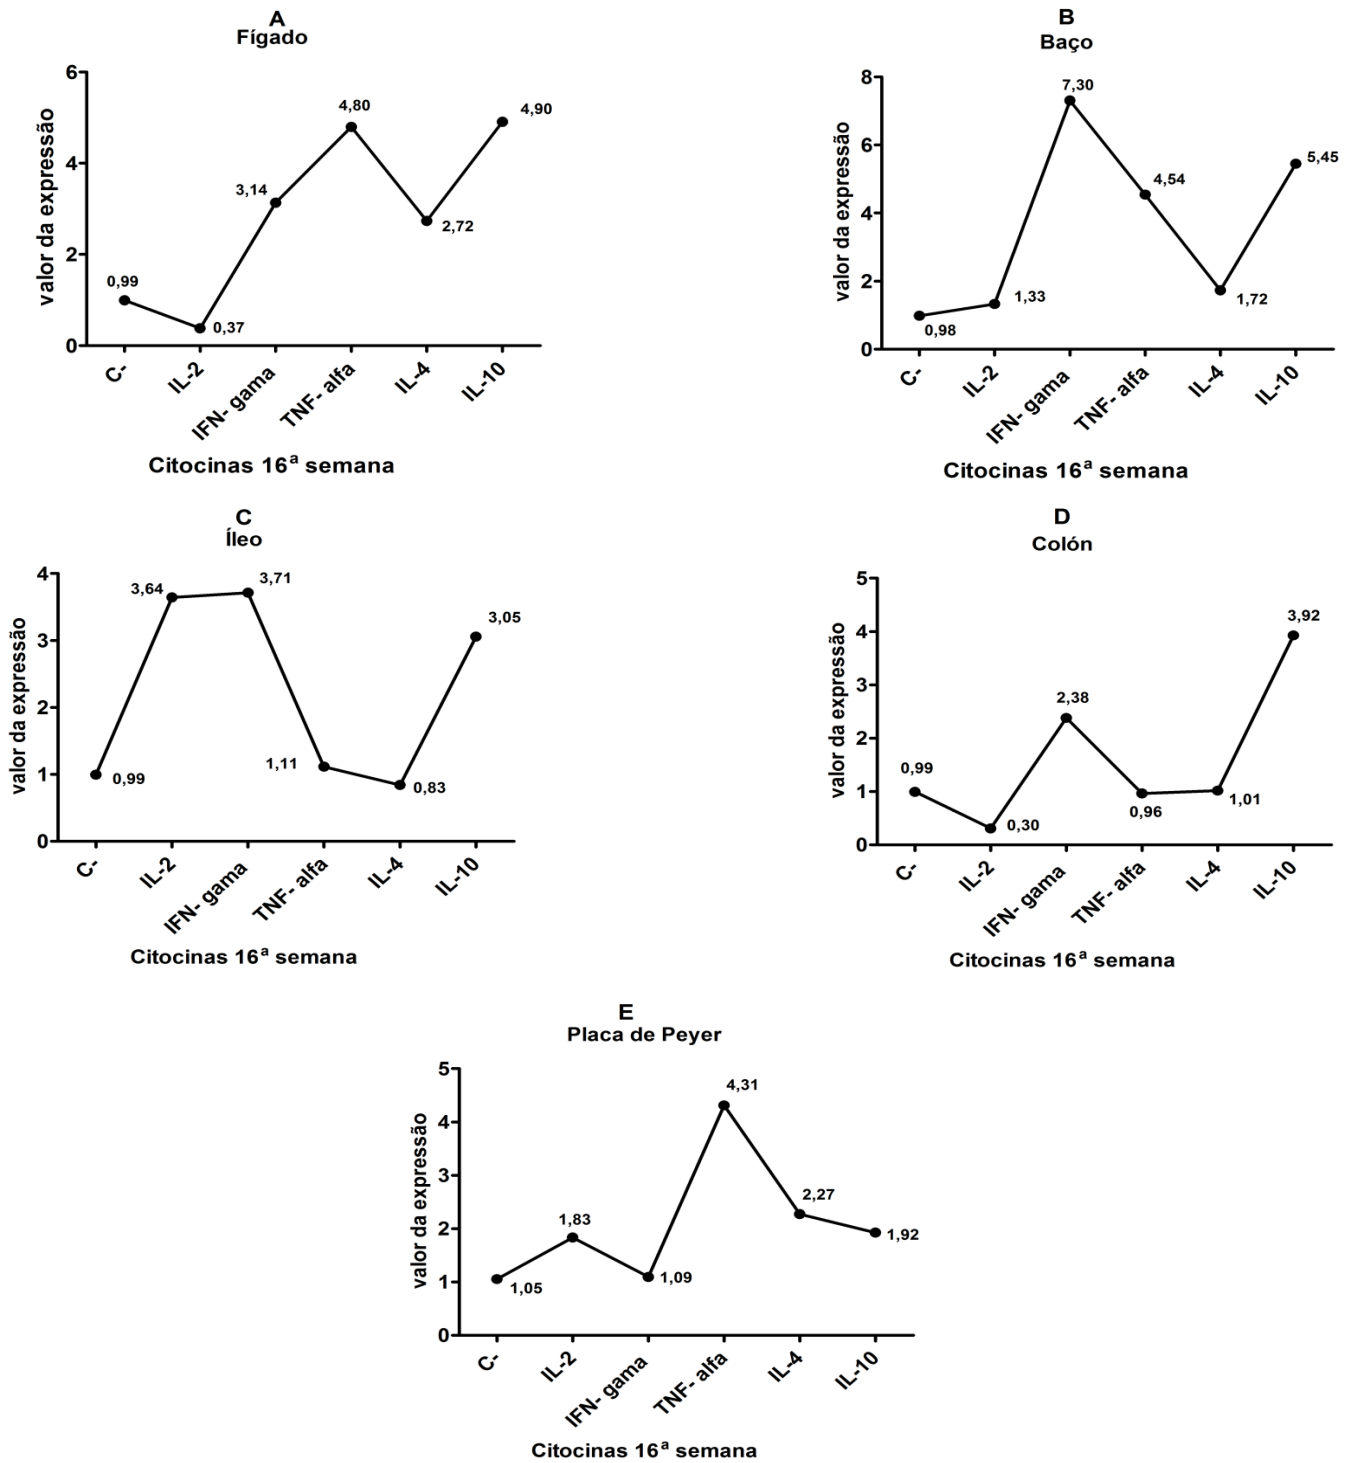 A
Fígado
valor da expressão
6
4
2
0
0,99
0,37
3,14
4,80
2,72
4,90
C-
IL-2
IFN- gama
TNF- alfa
IL-4
IL-10
Citocinas 16ª semana
B
Baço
valor da expressão
8
6
4
2
0
0,98
1,33
7,30
4,54
1,72
5,45
C-
IL-2
IFN- gama
TNF- alfa
IL-4
IL-10
Citocinas 16ª semana
C
Íleo
valor da expressão
4
3
2
1
0
0,99
3,64
3,71
1,11
0,83
3,05
C-
IL-2
IFN- gama
TNF- alfa
IL-4
IL-10
Citocinas 16ª semana
D
Colón
valor da expressão
5
4
3
2
1
0
0,99
0,30
2,38
0,96
1,01
3,92
C-
IL-2
IFN- gama
TNF- alfa
IL-4
IL-10
Citocinas 16ª semana
E
Placa de Peyer
valor da expressão
5
4
3
2
1
0
1,05
1,83
1,09
4,31
2,27
1,92
C-
IL-2
IFN- gama
TNF- alfa
IL-4
IL-10
Citocinas 16ª semana